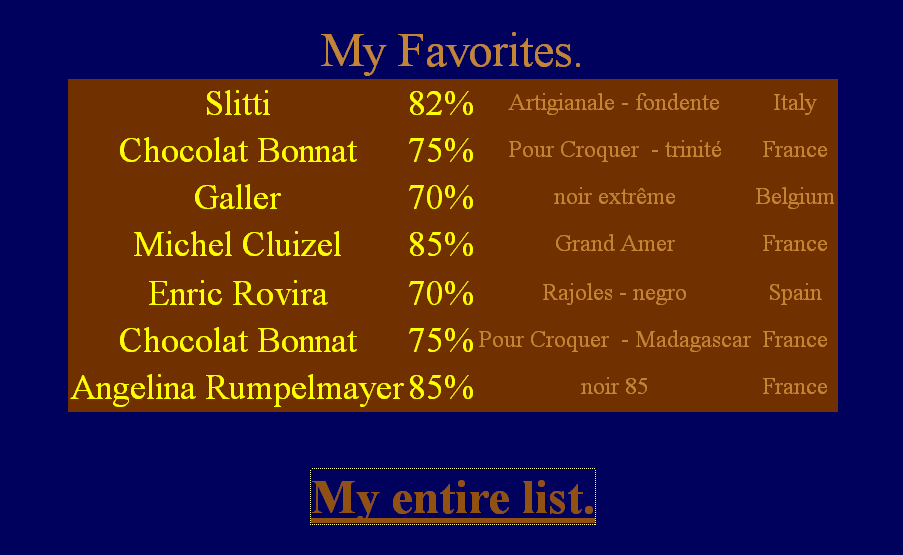 My Favorites.
Slitti 82% Artigianale - fondente Italy
Chocolat Bonnat 75% Pour Croquer - trinité France
Galler 70% noir extrême Belgium
Michel Cluizel 85% Grand Amer France
Enric Rovira 70% Rajoles - negro Spain
Chocolat Bonnat 75% Pour Croquer - Madagascar France
Angelina Rumpelmayer 85% noir 85 France
My entire list.